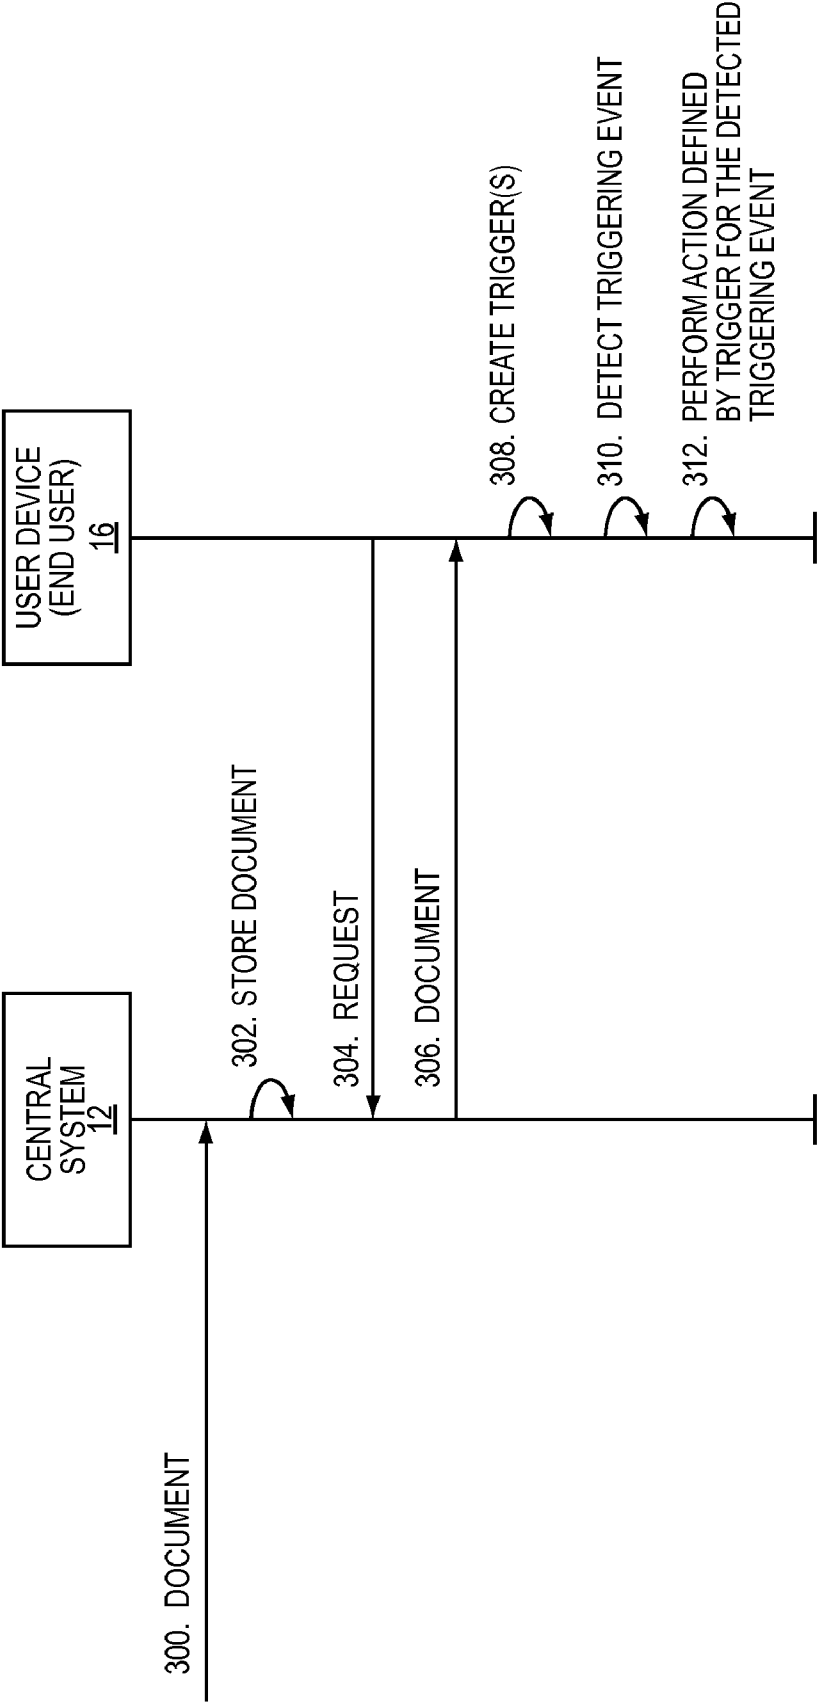 CENTRAL
SYSTEM
12
USER DEVICE
(END USER)
16
300. DOCUMENT
302. STORE DOCUMENT
304. REQUEST
306. DOCUMENT
308. CREATE TRIGGER(S)
310. DETECT TRIGGERING EVENT
312. PERFORM ACTION DEFINED
BY TRIGGER FOR THE DETECTED
TRIGGERING EVENT